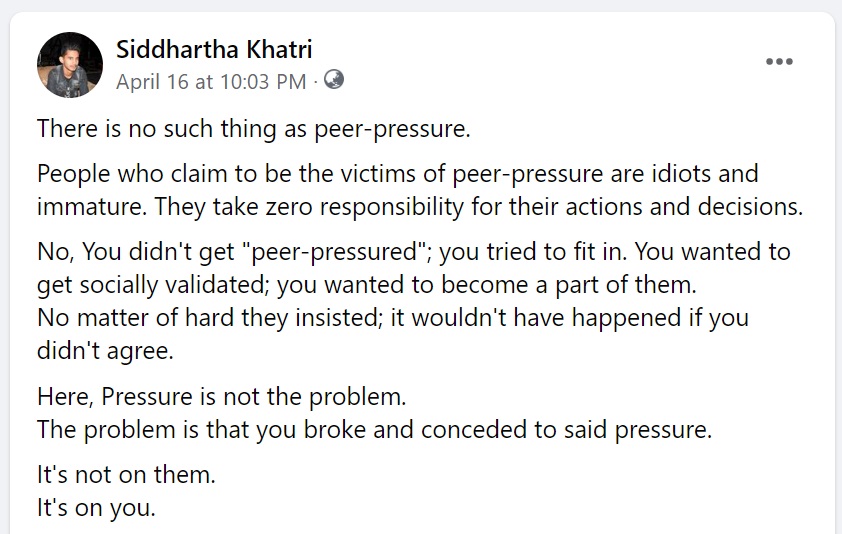 Siddhartha Khatri
April 16 at 10:03 PM ·
There is no such thing as peer-pressure.
People who claim to be the victims of peer-pressure are idiots and
immature. They take zero responsibility for their actions and decisions.
No, You didn't get "peer-pressured"; you tried to fit in. You wanted to
get socially validated; you wanted to become a part of them.
No matter of hard they insisted; it wouldn't have happened if you
didn't agree.
Here, Pressure is not the problem.
The problem is that you broke and conceded to said pressure.
It's not on them.
It's on you.